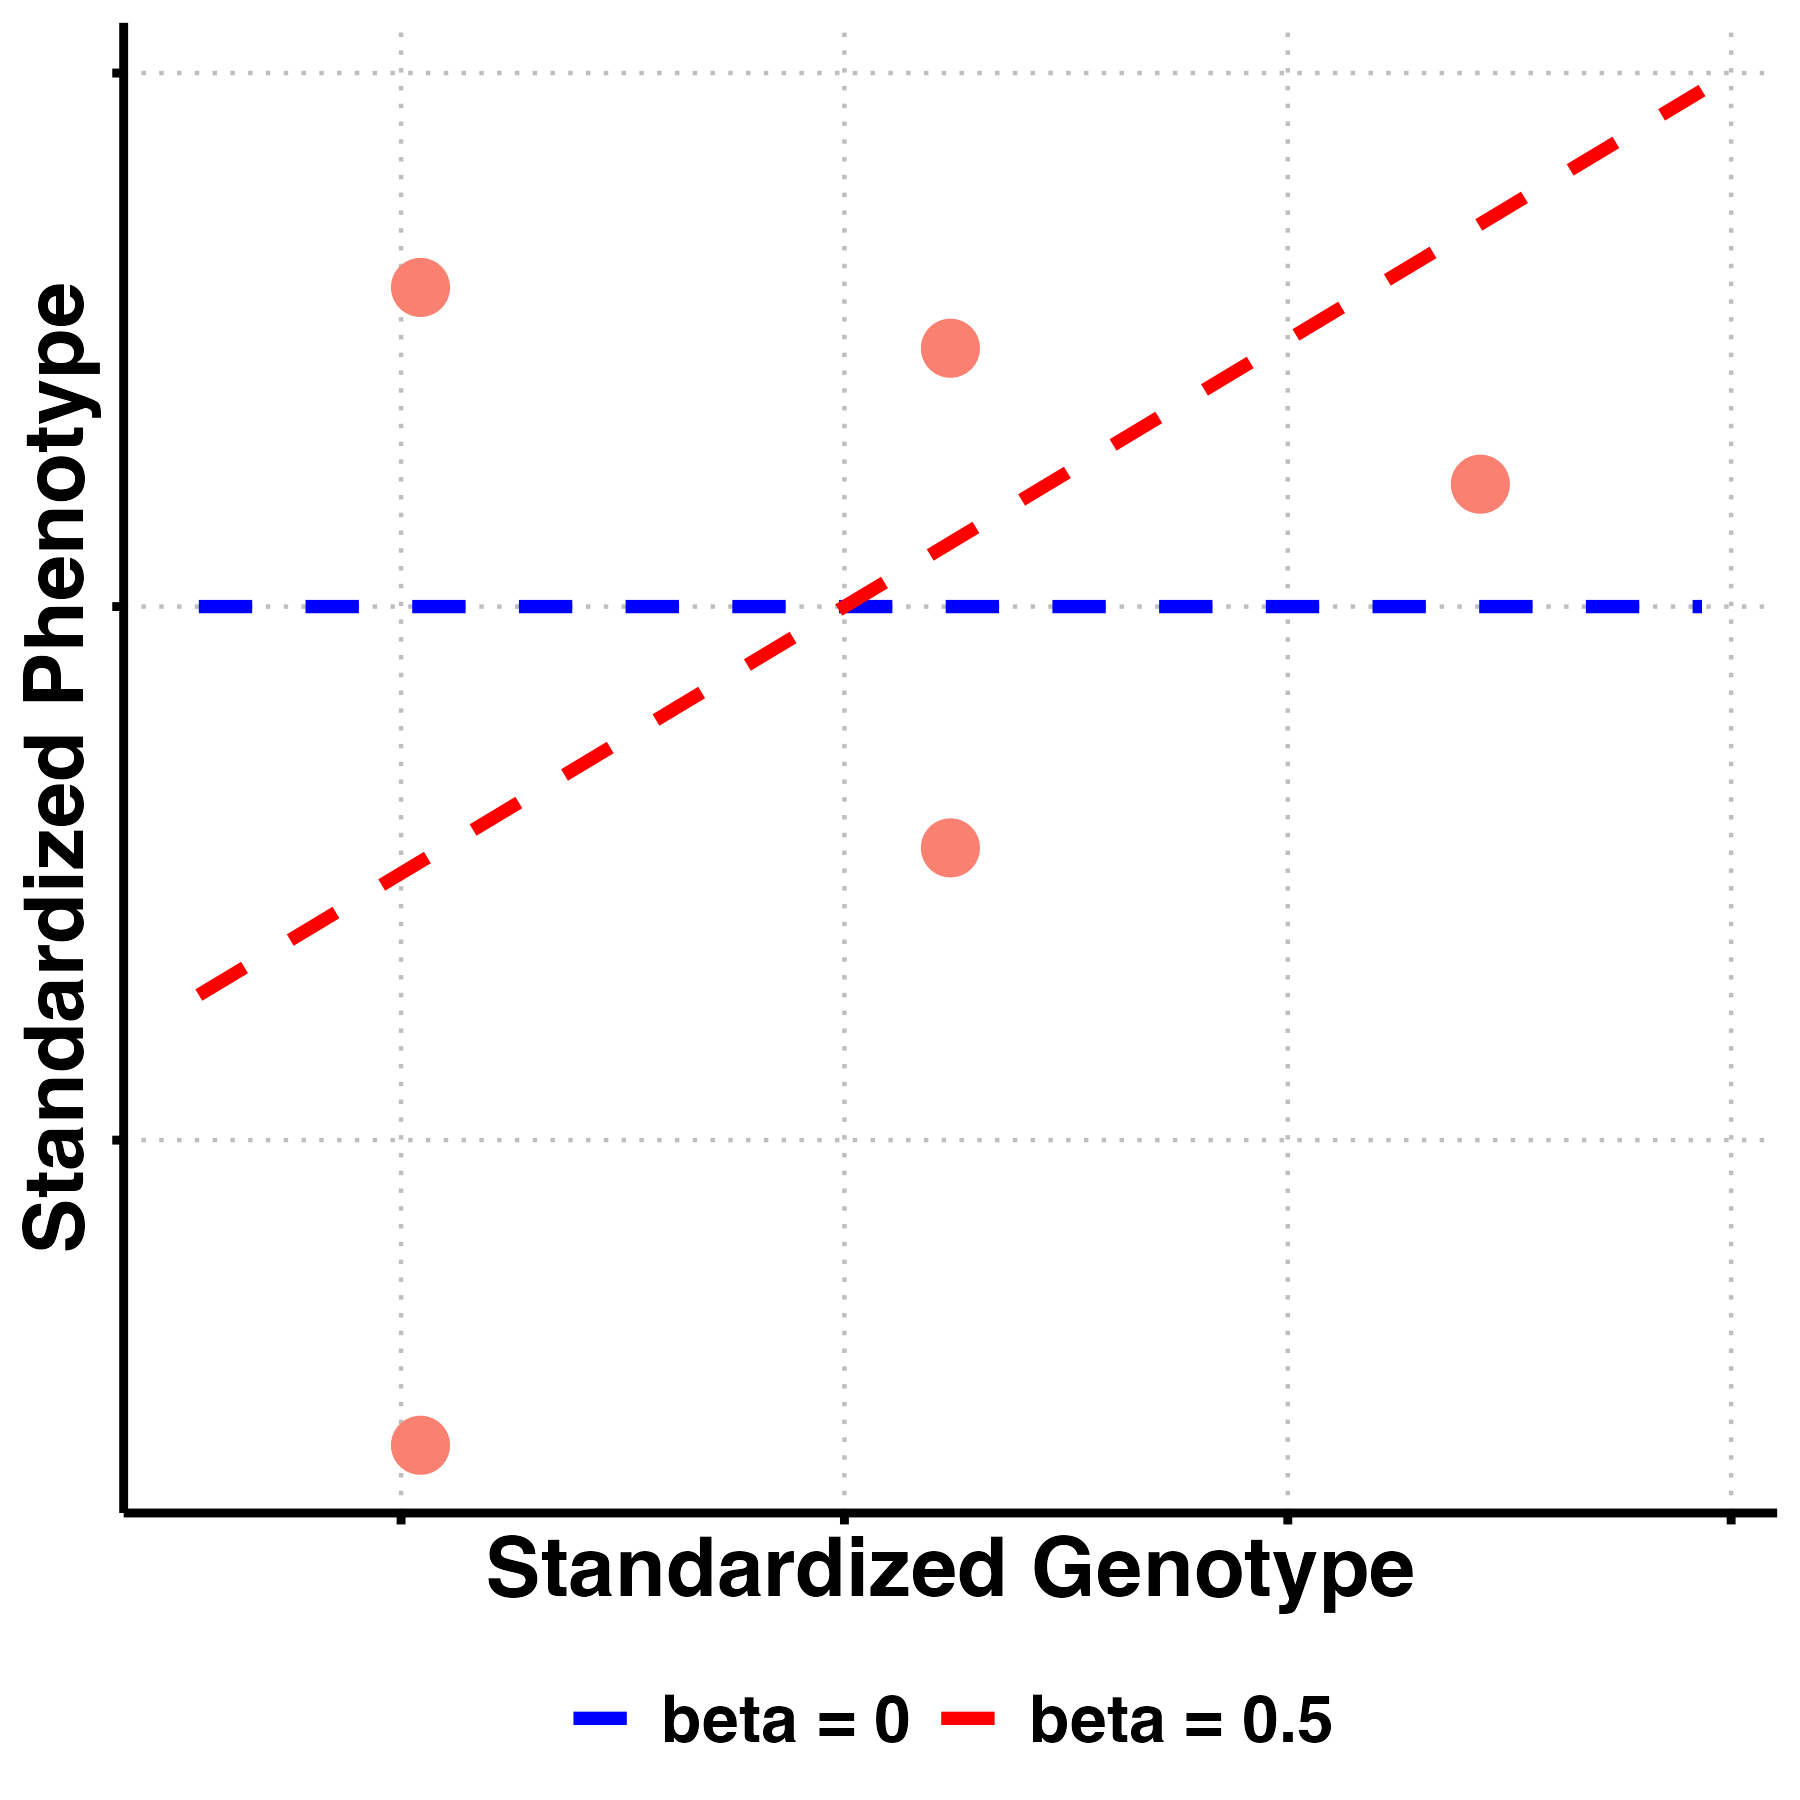 Standardized Phenotype
Standardized Genotype
beta = 0 beta = 0.5